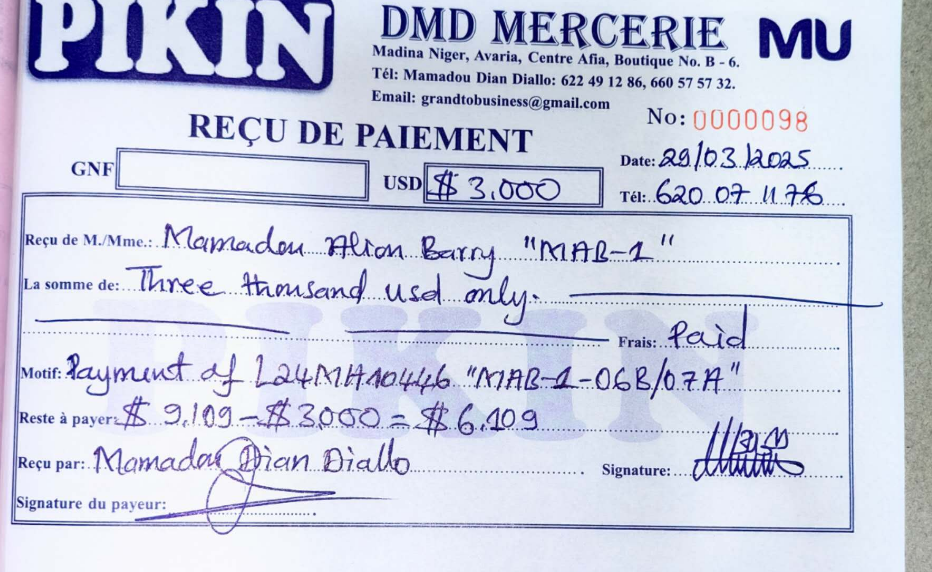 PIKIN
DMD MERCERIE
MU
Madina Niger, Avaria, Centre Afia, Boutique No. B - 6.
Tél: Mamadou Dian Diallo: 622 49 12 86, 660 57 57 32.
Email: grandtobusiness@gmail.com
No: 0000098
REÇU DE PAIEMENT
Date: 29/03/2025
GNF
USD $ 3,000
Tél: 620 07 11 76
Reçu de M./Mme.: Mamadou Alion Barry "MAB-1"
La somme de: Three thousand usd only.
Frais: Paid
Motif: Payment of L24MH10446 "MAB-1-06B/07A"
Reste à payer: $ 9,109 - $ 3000 = $ 6,109
Reçu par: Mamadou Dian Diallo
Signature:
Signature du payeur:
PIKIN